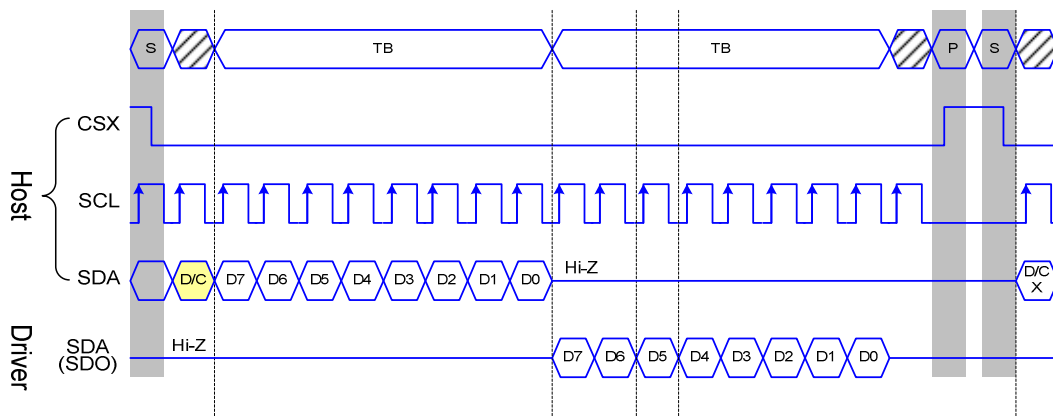 S TB TB P S
CSX
Host
SCL
SDA D/C D7 D6 D5 D4 D3 D2 D1 D0 Hi-Z D/C
X
Driver
SDA
(SDO) Hi-Z D7 D6 D5 D4 D3 D2 D1 D0